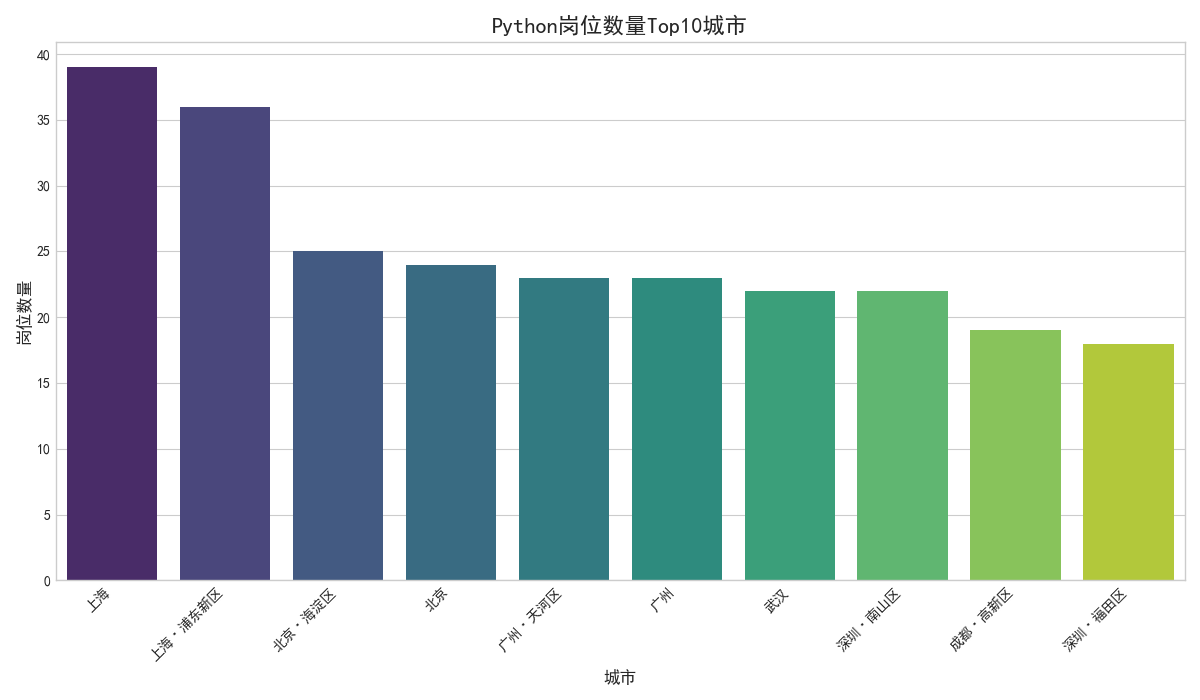 Python岗位数量Top10城市
岗位数量
40
35
30
25
20
15
10
5
0
上海
上海·浦东新区
北京·海淀区
北京
广州·天河区
广州
武汉
深圳·南山区
成都·高新区
深圳·福田区
城市